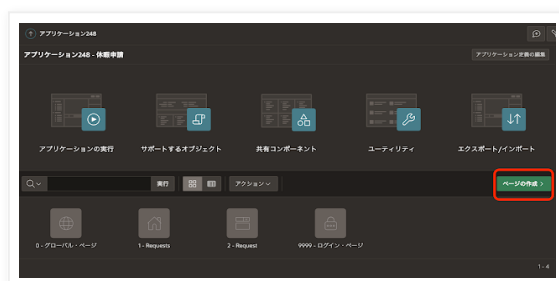 アプリケーション248
アプリケーション248 - 休暇申請
アプリケーション定義の編集
アプリケーションの実行
サポートするオブジェクト
共有コンポーネント
ユーティリティ
エクスポート/インポート
実行
アクション
ページの作成 >
0 - グローバル・ページ
1 - Requests
2 - Request
9999 - ログイン・ページ
1 - 4